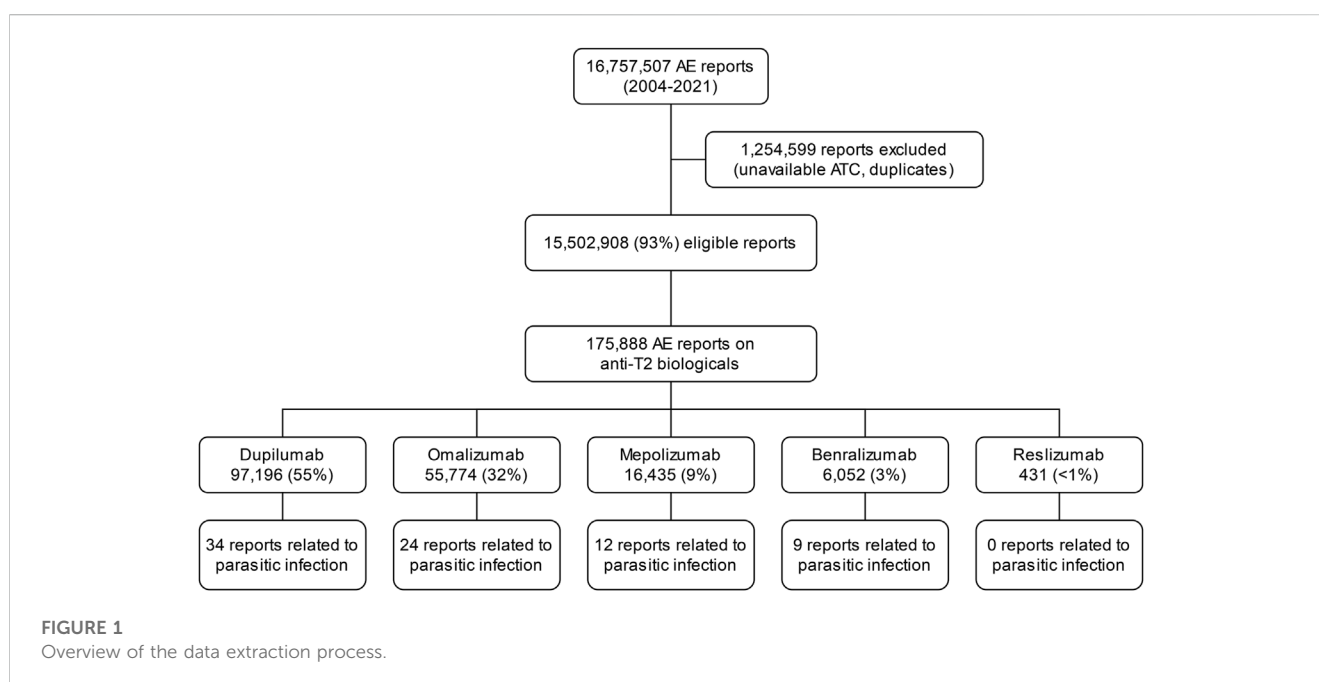 16,757,507 AE reports
(2004-2021)
1,254,599 reports excluded
(unavailable ATC, duplicates)
15,502,908 (93%) eligible reports
175,888 AE reports on
anti-T2 biologicals
Dupilumab
97,196 (55%)
Omalizumab
55,774 (32%)
Mepolizumab
16,435 (9%)
Benralizumab
6,052 (3%)
Reslizumab
431 (<1%)
34 reports related to
parasitic infection
24 reports related to
parasitic infection
12 reports related to
parasitic infection
9 reports related to
parasitic infection
0 reports related to
parasitic infection
FIGURE 1
Overview of the data extraction process.